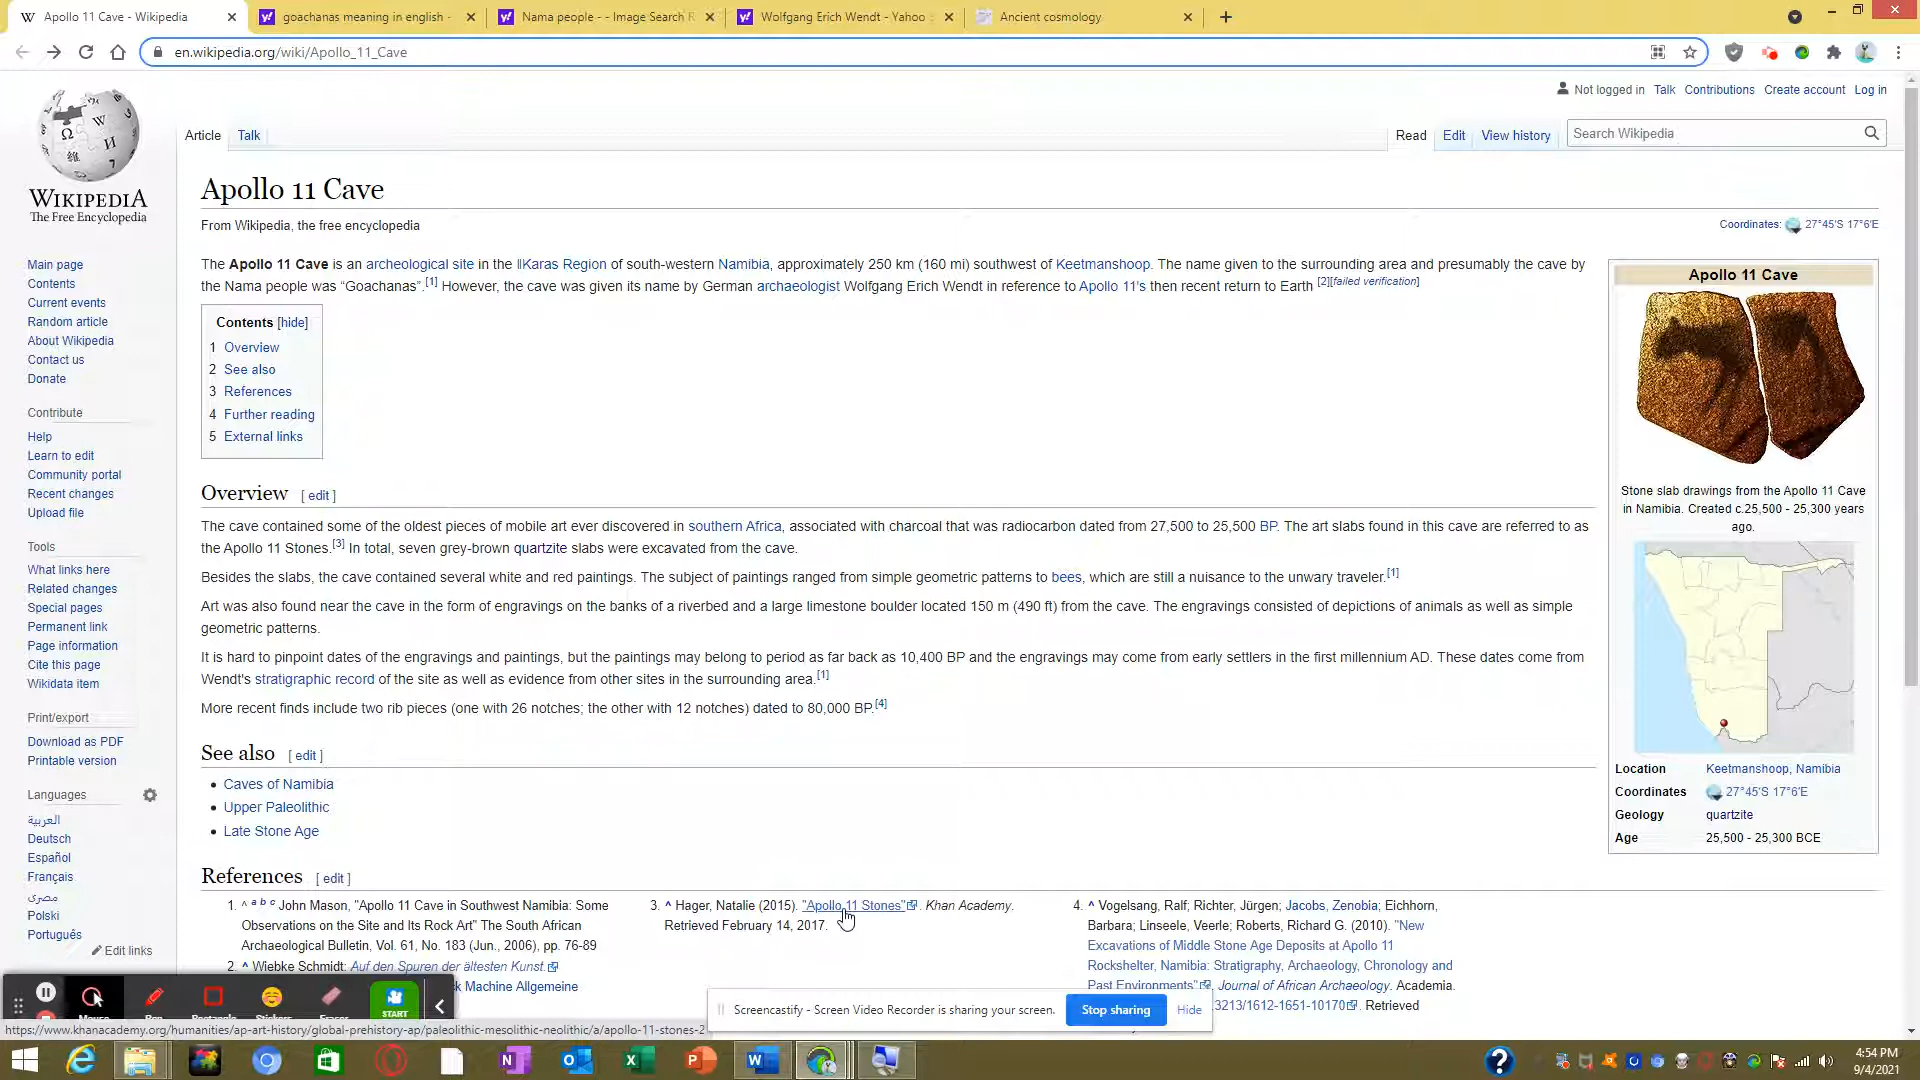 Apollo 11 Cave - Wikipedia
goachanas meaning in english -
Nama people - - Image Search R
Wolfgang Erich Wendt - Yahoo
Ancient cosmology
en.wikipedia.org/wiki/Apollo_11_Cave
Not logged in Talk Contributions Create account Log in
Article Talk Read Edit View history Search Wikipedia
WIKIPEDIA
The Free Encyclopedia
Main page
Contents
Current events
Random article
About Wikipedia
Contact us
Donate
Contribute
Help
Learn to edit
Community portal
Recent changes
Upload file
Tools
What links here
Related changes
Special pages
Permanent link
Page information
Cite this page
Wikidata item
Print/export
Download as PDF
Printable version
Languages
العربية
Deutsch
Español
Français
مصرى
Polski
Português
Edit links
Apollo 11 Cave
From Wikipedia, the free encyclopedia
Coordinates: 27°45′S 17°6′E
The Apollo 11 Cave is an archeological site in the ǁKaras Region of south-western Namibia, approximately 250 km (160 mi) southwest of Keetmanshoop. The name given to the surrounding area and presumably the cave by
the Nama people was “Goachanas”.[1] However, the cave was given its name by German archaeologist Wolfgang Erich Wendt in reference to Apollo 11's then recent return to Earth [2][failed verification]
Contents [hide]
1 Overview
2 See also
3 References
4 Further reading
5 External links
Overview [ edit ]
The cave contained some of the oldest pieces of mobile art ever discovered in southern Africa, associated with charcoal that was radiocarbon dated from 27,500 to 25,500 BP. The art slabs found in this cave are referred to as
the Apollo 11 Stones.[3] In total, seven grey-brown quartzite slabs were excavated from the cave.
Besides the slabs, the cave contained several white and red paintings. The subject of paintings ranged from simple geometric patterns to bees, which are still a nuisance to the unwary traveler.[1]
Art was also found near the cave in the form of engravings on the banks of a riverbed and a large limestone boulder located 150 m (490 ft) from the cave. The engravings consisted of depictions of animals as well as simple
geometric patterns.
It is hard to pinpoint dates of the engravings and paintings, but the paintings may belong to period as far back as 10,400 BP and the engravings may come from early settlers in the first millennium AD. These dates come from
Wendt's stratigraphic record of the site as well as evidence from other sites in the surrounding area.[1]
More recent finds include two rib pieces (one with 26 notches; the other with 12 notches) dated to 80,000 BP.[4]
See also [ edit ]
• Caves of Namibia
• Upper Paleolithic
• Late Stone Age
References [ edit ]
1. ^ a b c John Mason, "Apollo 11 Cave in Southwest Namibia: Some
Observations on the Site and Its Rock Art" The South African
Archaeological Bulletin, Vol. 61, No. 183 (Jun., 2006), pp. 76-89
2. ^ Wiebke Schmidt: Auf den Spuren der ältesten Kunst.
k Machine Allgemeine
3. ^ Hager, Natalie (2015). "Apollo 11 Stones". Khan Academy.
Retrieved February 14, 2017.
4. ^ Vogelsang, Ralf; Richter, Jürgen; Jacobs, Zenobia; Eichhorn,
Barbara; Linseele, Veerle; Roberts, Richard G. (2010). "New
Excavations of Middle Stone Age Deposits at Apollo 11
Rockshelter, Namibia: Stratigraphy, Archaeology, Chronology and
Past Environments". Journal of African Archaeology. Academia.
3213/1612-1651-10170. Retrieved
Apollo 11 Cave
Stone slab drawings from the Apollo 11 Cave
in Namibia. Created c.25,500 - 25,300 years
ago.
Location Keetmanshoop, Namibia
Coordinates 27°45′S 17°6′E
Geology quartzite
Age 25,500 - 25,300 BCE
START
Screencastify - Screen Video Recorder is sharing your screen. Stop sharing Hide
https://www.khanacademy.org/humanities/ap-art-history/global-prehistory-ap/paleolithic-mesolithic-neolithic/a/apollo-11-stones-2
4:54 PM
9/4/2021